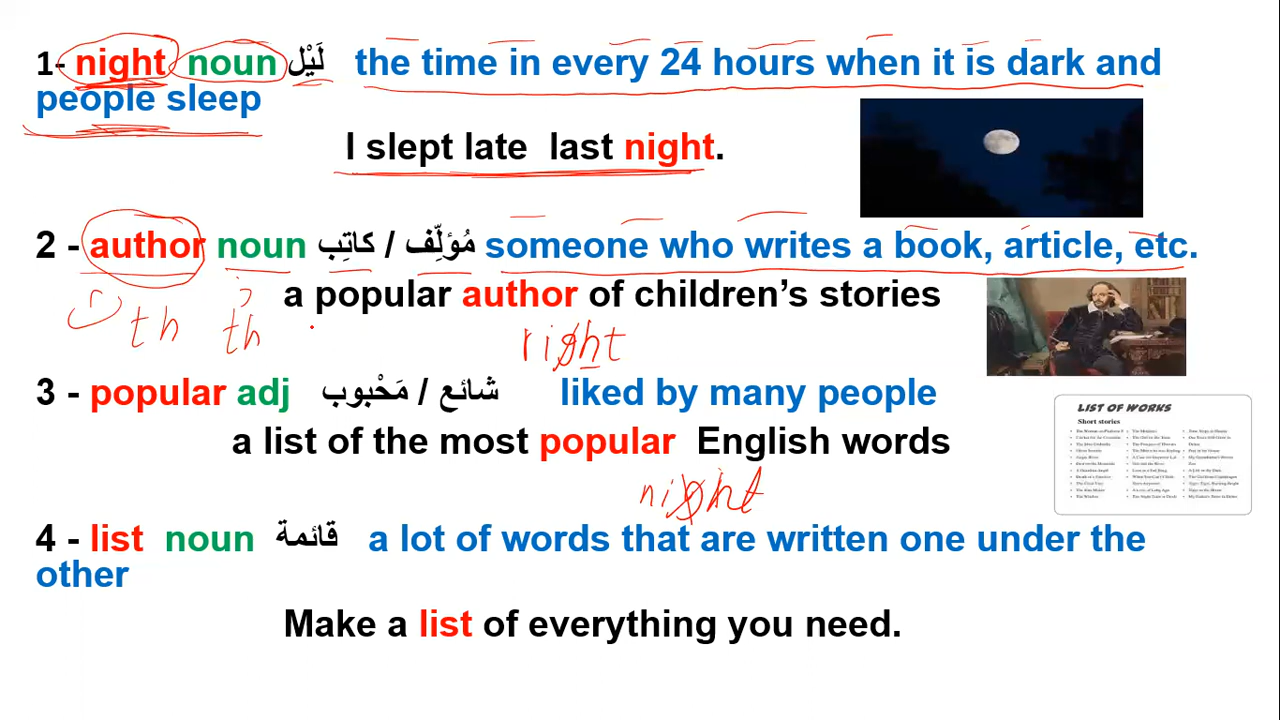 1- night noun لَيْل the time in every 24 hours when it is dark and
people sleep
I slept late last night.
2 - author noun مُؤلِّف / كاتِب someone who writes a book, article, etc.
th th a popular author of children's stories
right
3 - popular adj شائع / مَحْبوب liked by many people
LIST OF WORKS
Short stories
a list of the most popular English words
night
4 - list noun قائمة a lot of words that are written one under the
other
Make a list of everything you need.